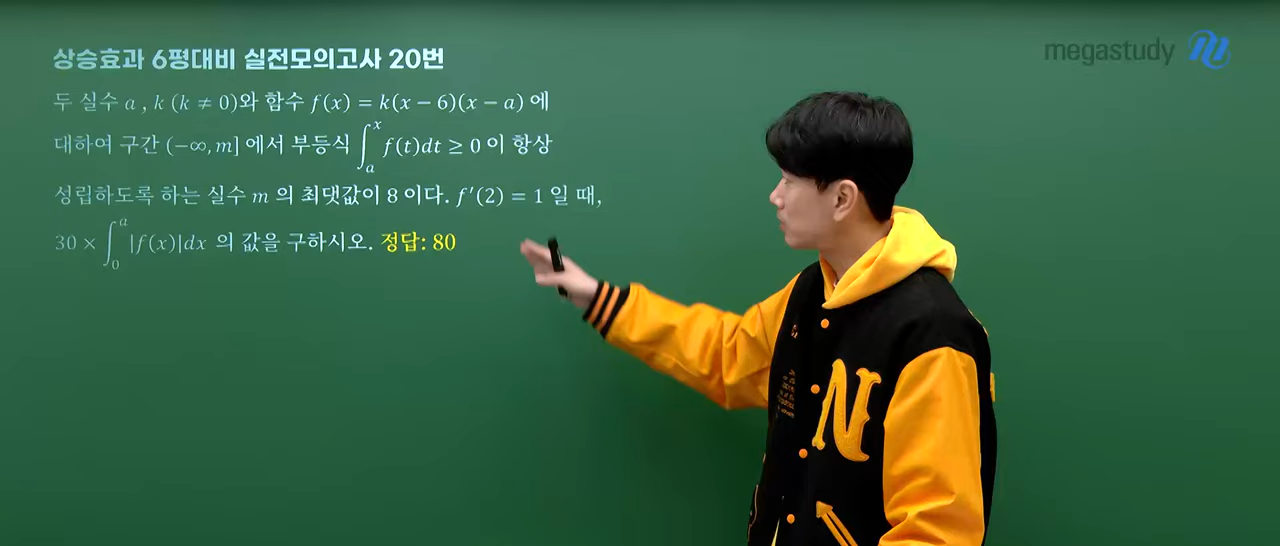 상승효과 6평대비 실전모의고사 20번
megastudy
두 실수 a , k (k ≠ 0)와 함수 f(x) = k(x − 6)(x − a) 에
대하여 구간 (−∞, m] 에서 부등식 ∫_a^x f(t)dt ≥ 0 이 항상
성립하도록 하는 실수 m 의 최댓값이 8 이다. f′(2) = 1 일 때,
30 × ∫_0^a |f(x)|dx 의 값을 구하시오. 정답: 80
N